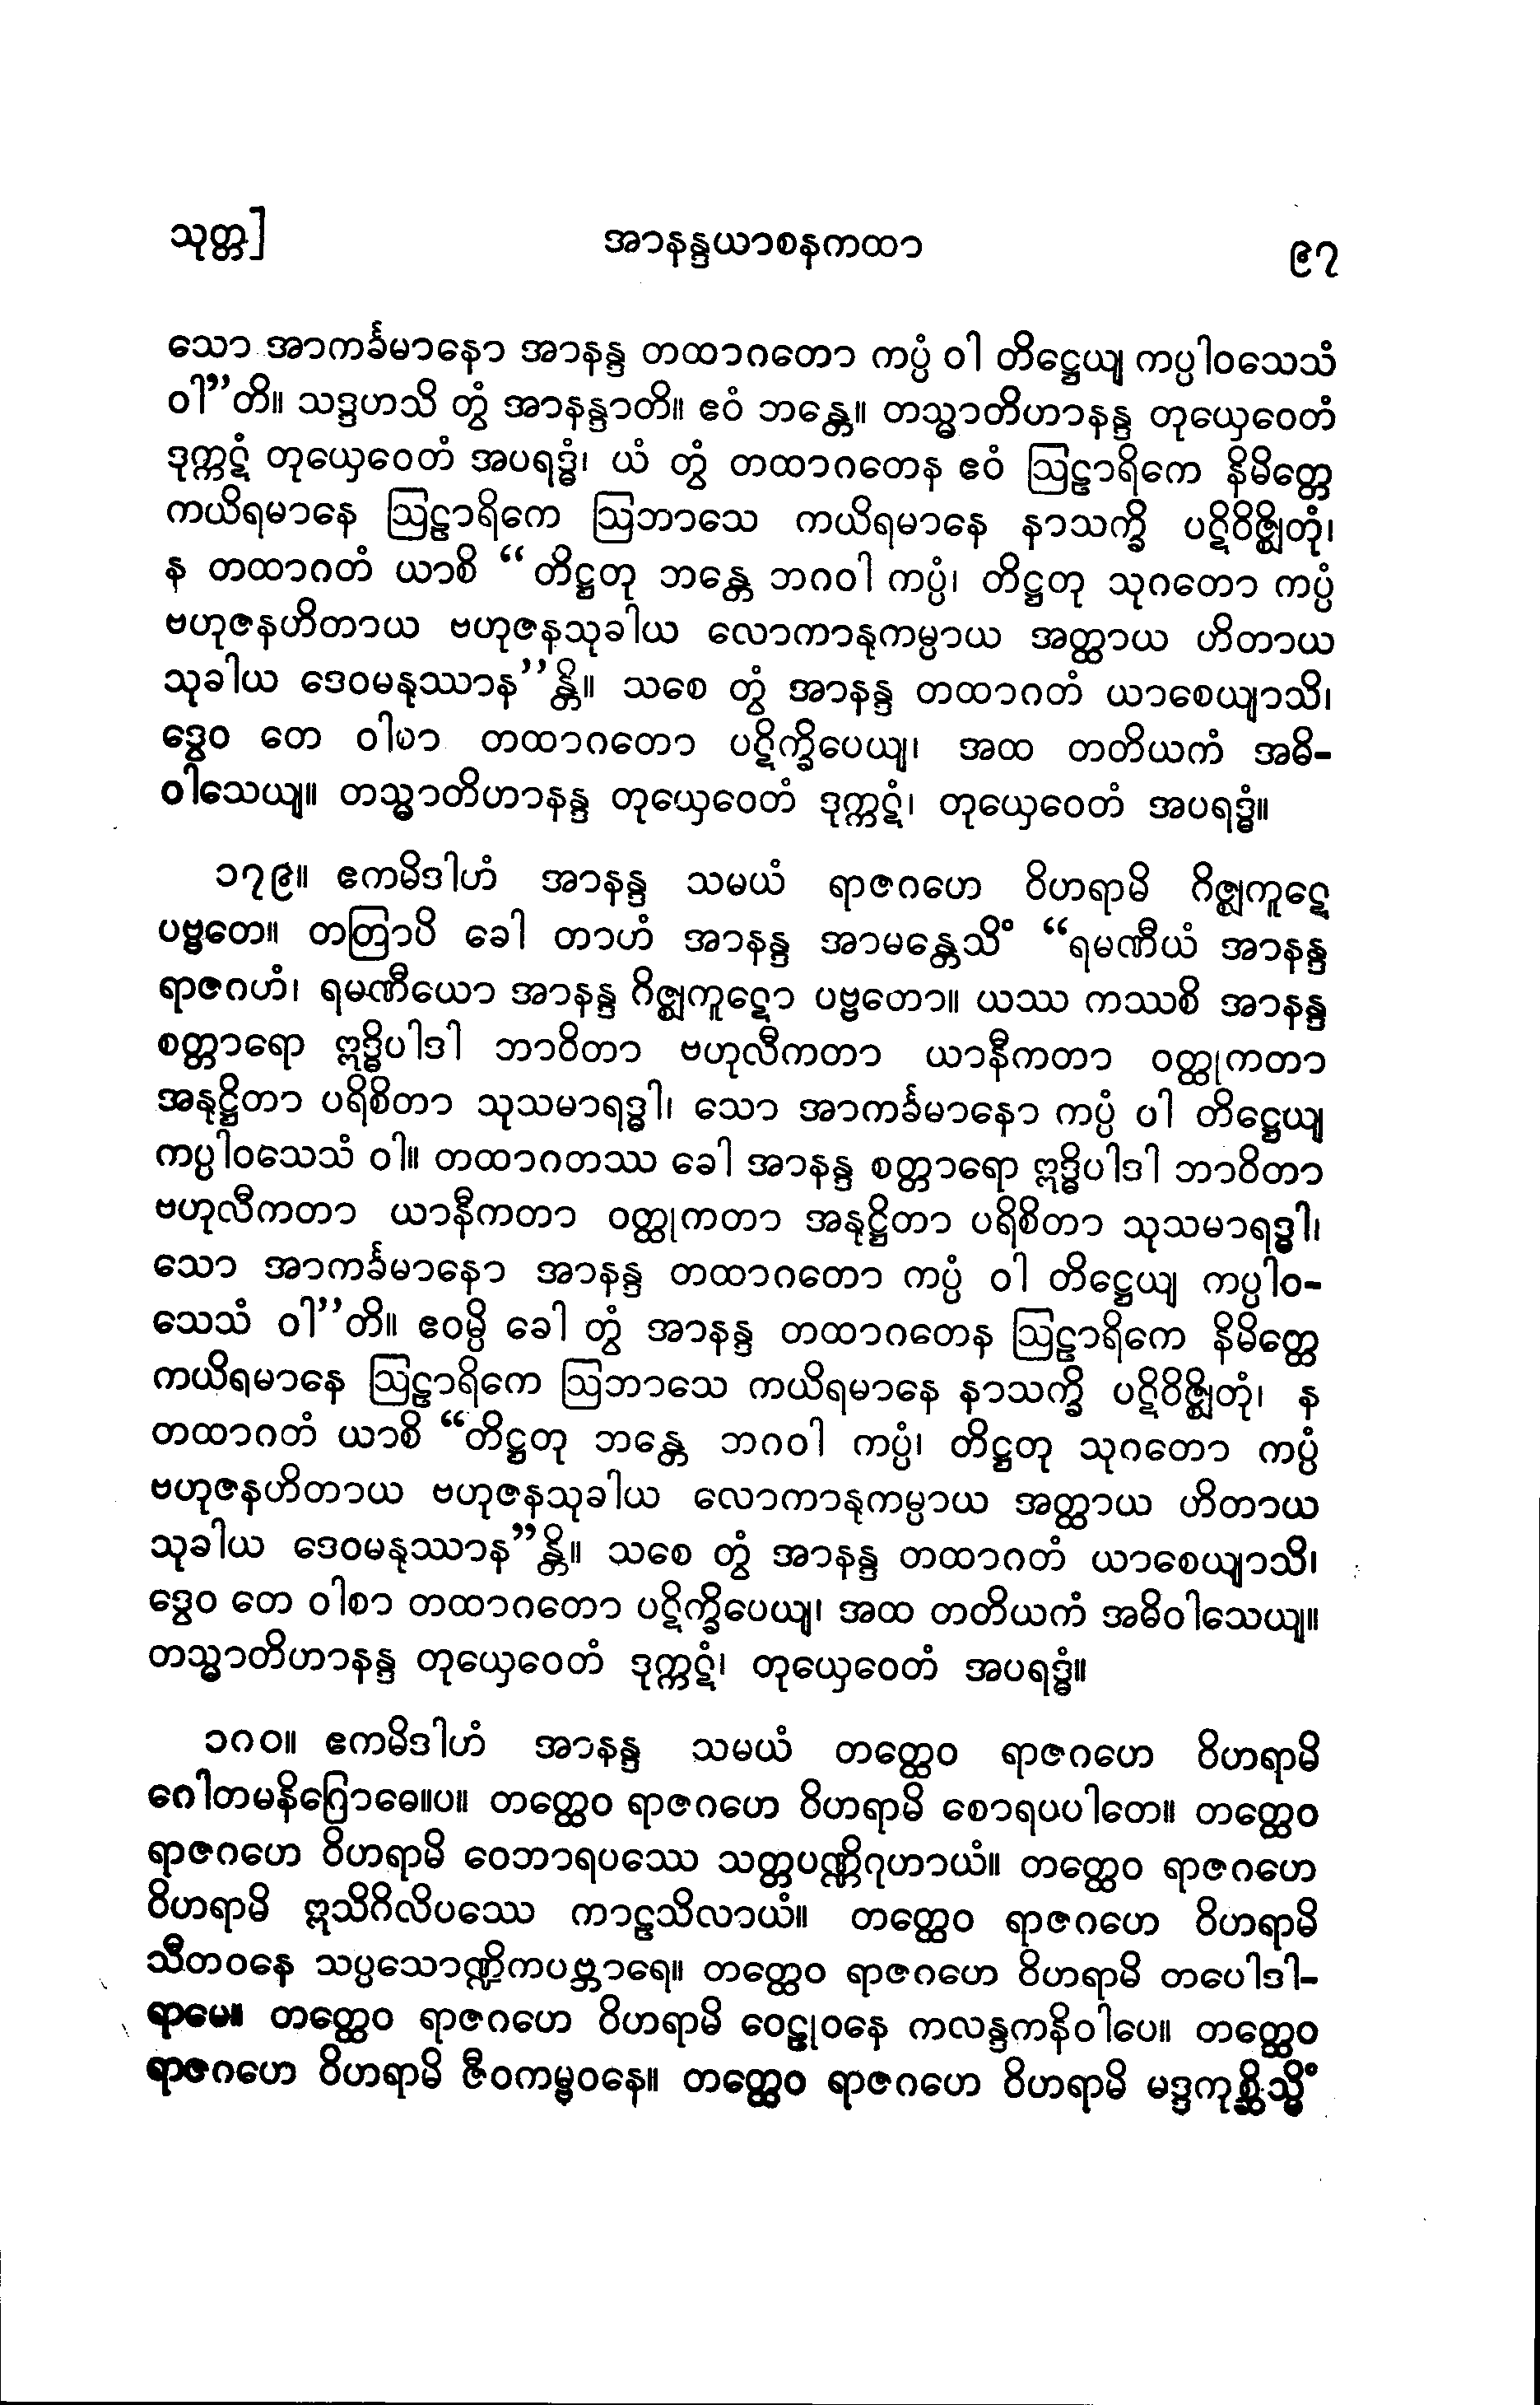 သုတ္တ] အာနန္ဒယာစနကထာ ၉၇
သော အာကင်္ခမာနော အာနန္ဒ တထာဂတော ကပ္ပံ ဝါ တိဋ္ဌေယျ ကပ္ပါဝသေသံ
ဝါ”တိ။ သဒ္ဒဟသိ တွံ အာနန္ဒာတိ။ ဧဝံ ဘန္တေ။ တသ္မာတိဟာနန္ဒ တုယှေဝေတံ
ဒုက္ကဋံ တုယှေဝေတံ အပရဒ္ဓံ၊ ယံ တွံ တထာဂတေန ဧဝံ ဩဠာရိကေ နိမိတ္တေ
ကယိရမာနေ ဩဠာရိကေ ဩဘာသေ ကယိရမာနေ နာသက္ခိ ပဋိဝိဇ္ဈိတုံ၊
န တထာဂတံ ယာစိ “တိဋ္ဌတု ဘန္တေ ဘဂဝါ ကပ္ပံ၊ တိဋ္ဌတု သုဂတော ကပ္ပံ
ဗဟုဇနဟိတာယ ဗဟုဇနသုခါယ လောကာနုကမ္ပာယ အတ္ထာယ ဟိတာယ
သုခါယ ဒေဝမနုဿာန”န္တိ။ သစေ တွံ အာနန္ဒ တထာဂတံ ယာစေယျာသိ၊
ဒွေဝ တေ ဝါစာ တထာဂတော ပဋိက္ခိပေယျ၊ အထ တတိယကံ အဓိ-
ဝါသေယျ။ တသ္မာတိဟာနန္ဒ တုယှေဝေတံ ဒုက္ကဋံ၊ တုယှေဝေတံ အပရဒ္ဓံ။
၁၇၉။ ဧကမိဒါဟံ အာနန္ဒ သမယံ ရာဇဂဟေ ဝိဟရာမိ ဂိဇ္ဈကူဋေ
ပဗ္ဗတေ။ တတြာပိ ခေါ တာဟံ အာနန္ဒ အာမန္တေသိံ “ရမဏီယံ အာနန္ဒ
ရာဇဂဟံ၊ ရမဏီယော အာနန္ဒ ဂိဇ္ဈကူဋော ပဗ္ဗတော။ ယဿ ကဿစိ အာနန္ဒ
စတ္တာရော ဣဒ္ဓိပါဒါ ဘာဝိတာ ဗဟုလီကတာ ယာနီကတာ ဝတ္ထုကတာ
အနုဋ္ဌိတာ ပရိစိတာ သုသမာရဒ္ဓါ၊ သော အာကင်္ခမာနော ကပ္ပံ ဝါ တိဋ္ဌေယျ
ကပ္ပါဝသေသံ ဝါ။ တထာဂတဿ ခေါ အာနန္ဒ စတ္တာရော ဣဒ္ဓိပါဒါ ဘာဝိတာ
ဗဟုလီကတာ ယာနီကတာ ဝတ္ထုကတာ အနုဋ္ဌိတာ ပရိစိတာ သုသမာရဒ္ဓါ၊
သော အာကင်္ခမာနော အာနန္ဒ တထာဂတော ကပ္ပံ ဝါ တိဋ္ဌေယျ ကပ္ပါဝ-
သေသံ ဝါ”တိ။ ဧဝမ္ပိ ခေါ တွံ အာနန္ဒ တထာဂတေန ဩဠာရိကေ နိမိတ္တေ
ကယိရမာနေ ဩဠာရိကေ ဩဘာသေ ကယိရမာနေ နာသက္ခိ ပဋိဝိဇ္ဈိတုံ၊ န
တထာဂတံ ယာစိ “တိဋ္ဌတု ဘန္တေ ဘဂဝါ ကပ္ပံ၊ တိဋ္ဌတု သုဂတော ကပ္ပံ
ဗဟုဇနဟိတာယ ဗဟုဇနသုခါယ လောကာနုကမ္ပာယ အတ္ထာယ ဟိတာယ
သုခါယ ဒေဝမနုဿာန”န္တိ။ သစေ တွံ အာနန္ဒ တထာဂတံ ယာစေယျာသိ၊
ဒွေဝ တေ ဝါစာ တထာဂတော ပဋိက္ခိပေယျ၊ အထ တတိယကံ အဓိဝါသေယျ။
တသ္မာတိဟာနန္ဒ တုယှေဝေတံ ဒုက္ကဋံ၊ တုယှေဝေတံ အပရဒ္ဓံ။
၁၈၀။ ဧကမိဒါဟံ အာနန္ဒ သမယံ တတ္ထေဝ ရာဇဂဟေ ဝိဟရာမိ
ဂေါတမနိဂြောဓေ။ပ။ တတ္ထေဝ ရာဇဂဟေ ဝိဟရာမိ စောရပပါတေ။ တတ္ထေဝ
ရာဇဂဟေ ဝိဟရာမိ ဝေဘာရပဿေ သတ္တပဏ္ဏိဂုဟာယံ။ တတ္ထေဝ ရာဇဂဟေ
ဝိဟရာမိ ဣသိဂိလိပဿေ ကာဠသိလာယံ။ တတ္ထေဝ ရာဇဂဟေ ဝိဟရာမိ
သီတဝနေ သပ္ပသောဏ္ဍိကပဗ္ဘာရေ။ တတ္ထေဝ ရာဇဂဟေ ဝိဟရာမိ တပေါဒါ-
ရာမေ။ တတ္ထေဝ ရာဇဂဟေ ဝိဟရာမိ ဝေဠုဝနေ ကလန္ဒကနိဝါပေ။ တတ္ထေဝ
ရာဇဂဟေ ဝိဟရာမိ ဇီဝကမ္ဗဝနေ။ တတ္ထေဝ ရာဇဂဟေ ဝိဟရာမိ မဒ္ဒကုစ္ဆိသ္မိံ